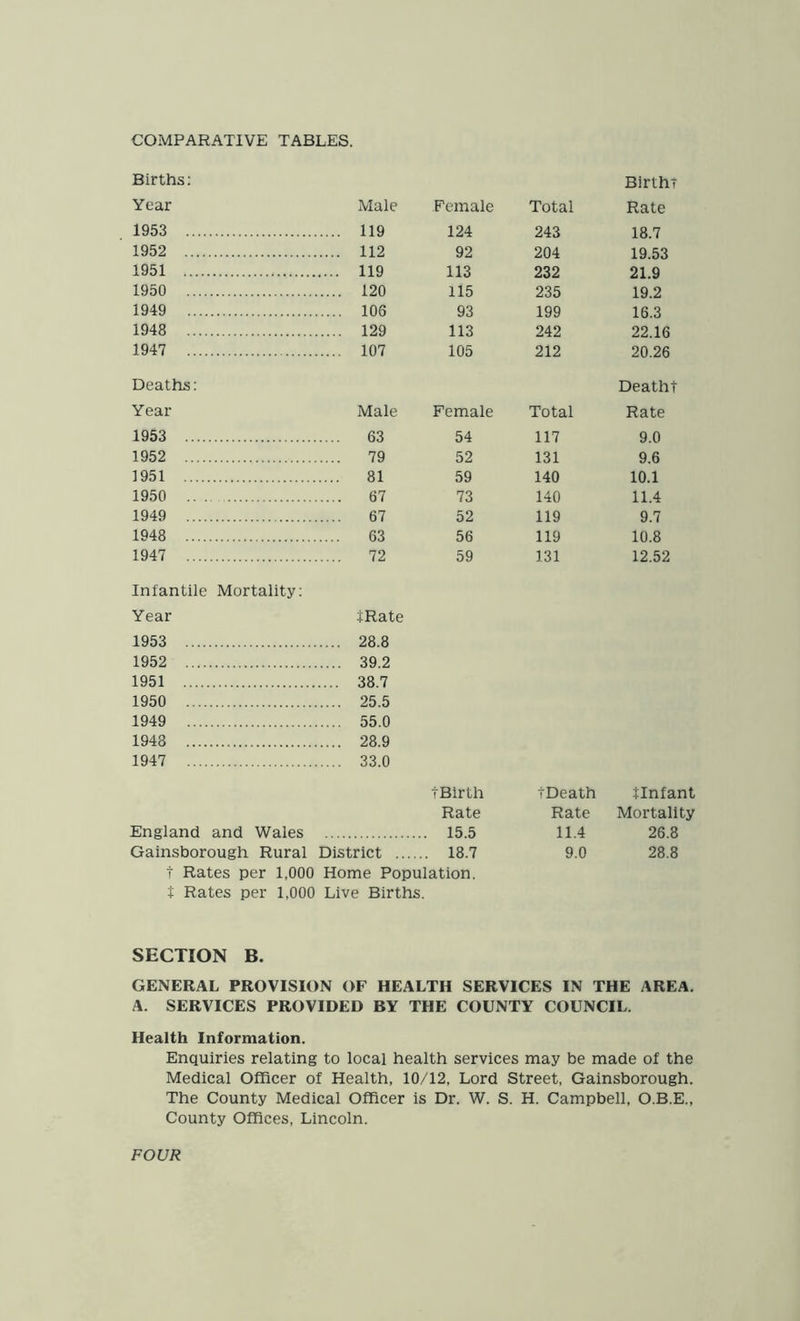 COMPARATIVE TABLES.
Births: Birth†
Year Male Female Total Rate
1953 ........................ 119 124 243 18.7
1952 ........................ 112 92 204 19.53
1951 ........................ 119 113 232 21.9
1950 ........................ 120 115 235 19.2
1949 ........................ 106 93 199 16.3
1948 ........................ 129 113 242 22.16
1947 ........................ 107 105 212 20.26
Deaths: Death†
Year Male Female Total Rate
1953 ........................ 63 54 117 9.0
1952 ........................ 79 52 131 9.6
1951 ........................ 81 59 140 10.1
1950 ........................ 67 73 140 11.4
1949 ........................ 67 52 119 9.7
1948 ........................ 63 56 119 10.8
1947 ........................ 72 59 131 12.52
Infantile Mortality:
Year ‡Rate
1953 ........................ 28.8
1952 ........................ 39.2
1951 ........................ 38.7
1950 ........................ 25.5
1949 ........................ 55.0
1948 ........................ 28.9
1947 ........................ 33.0
†Birth †Death ‡Infant
Rate Rate Mortality
England and Wales .................... 15.5 11.4 26.8
Gainsborough Rural District ...... 18.7 9.0 28.8
† Rates per 1,000 Home Population.
‡ Rates per 1,000 Live Births.
SECTION B.
GENERAL PROVISION OF HEALTH SERVICES IN THE AREA.
A. SERVICES PROVIDED BY THE COUNTY COUNCIL.
Health Information.
Enquiries relating to local health services may be made of the
Medical Officer of Health, 10/12, Lord Street, Gainsborough.
The County Medical Officer is Dr. W. S. H. Campbell, O.B.E.,
County Offices, Lincoln.
FOUR